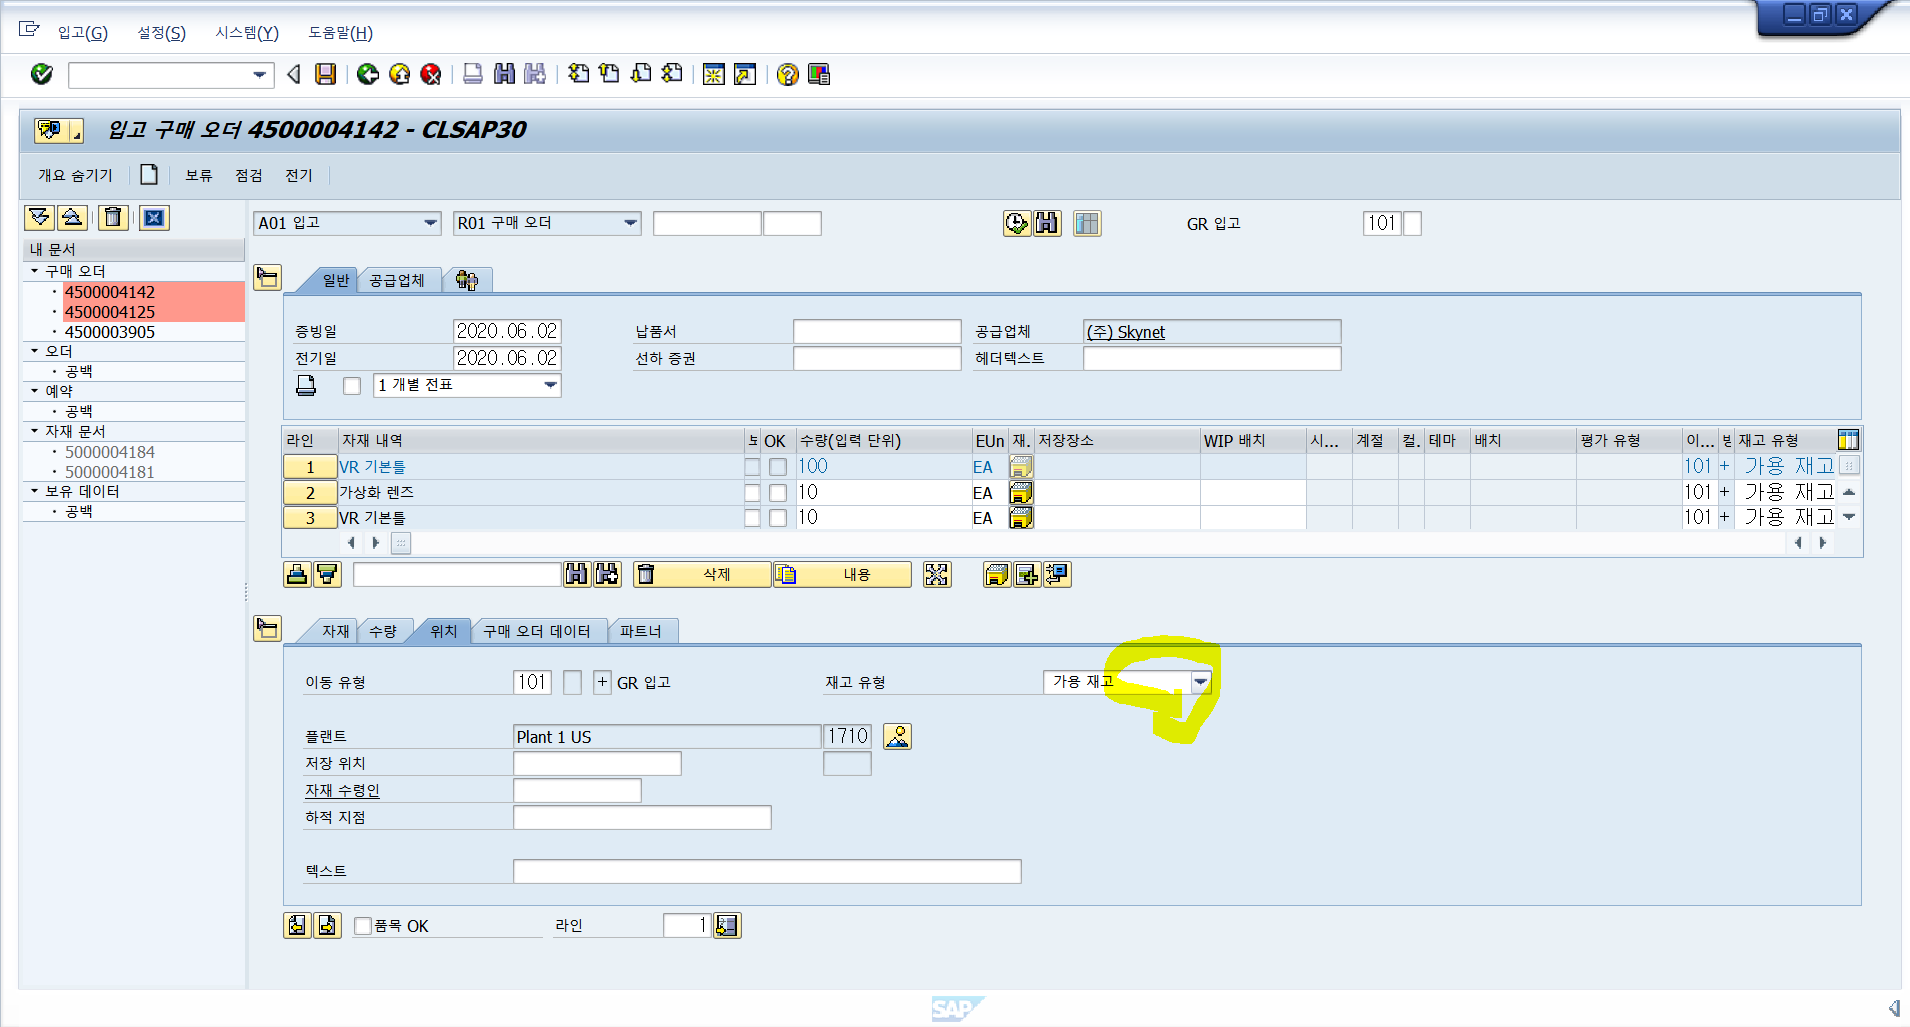 입고(G) 설정(S) 시스템(Y) 도움말(H)
입고 구매 오더 4500004142 - CLSAP30
개요 숨기기 보류 점검 전기
A01 입고 R01 구매 오더 GR 입고 101
내 문서
구매 오더
4500004142
4500004125
4500003905
오더
공백
예약
공백
자재 문서
5000004184
5000004181
보유 데이터
공백
일반 공급업체
증빙일 2020.06.02 납품서 공급업체 (주) Skynet
전기일 2020.06.02 선하 증권 헤더텍스트
1 개별 전표
라인 자재 내역 OK 수량(입력 단위) EUn 재. 저장장소 WIP 배치 시... 계절 컬. 테마 배치 평가 유형 이... 재고 유형
1 VR 기본틀 100 EA 101 + 가용 재고
2 가상화 렌즈 10 EA 101 + 가용 재고
3 VR 기본틀 10 EA 101 + 가용 재고
삭제 내용
자재 수량 위치 구매 오더 데이터 파트너
이동 유형 101 + GR 입고 재고 유형 가용 재고
플랜트 Plant 1 US 1710
저장 위치
자재 수령인
하적 지점
텍스트
품목 OK 라인 1
SAP